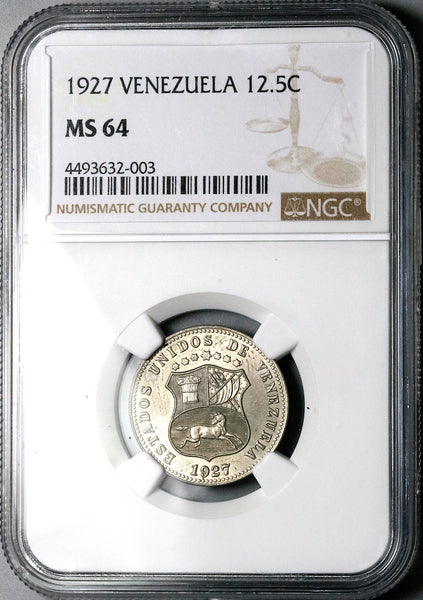 1927 VENEZUELA 12.5C
MS 64
4493632-003
NUMISMATIC GUARANTY COMPANY
NGC®
ESTADOS UNIDOS DE VENEZUELA
1927